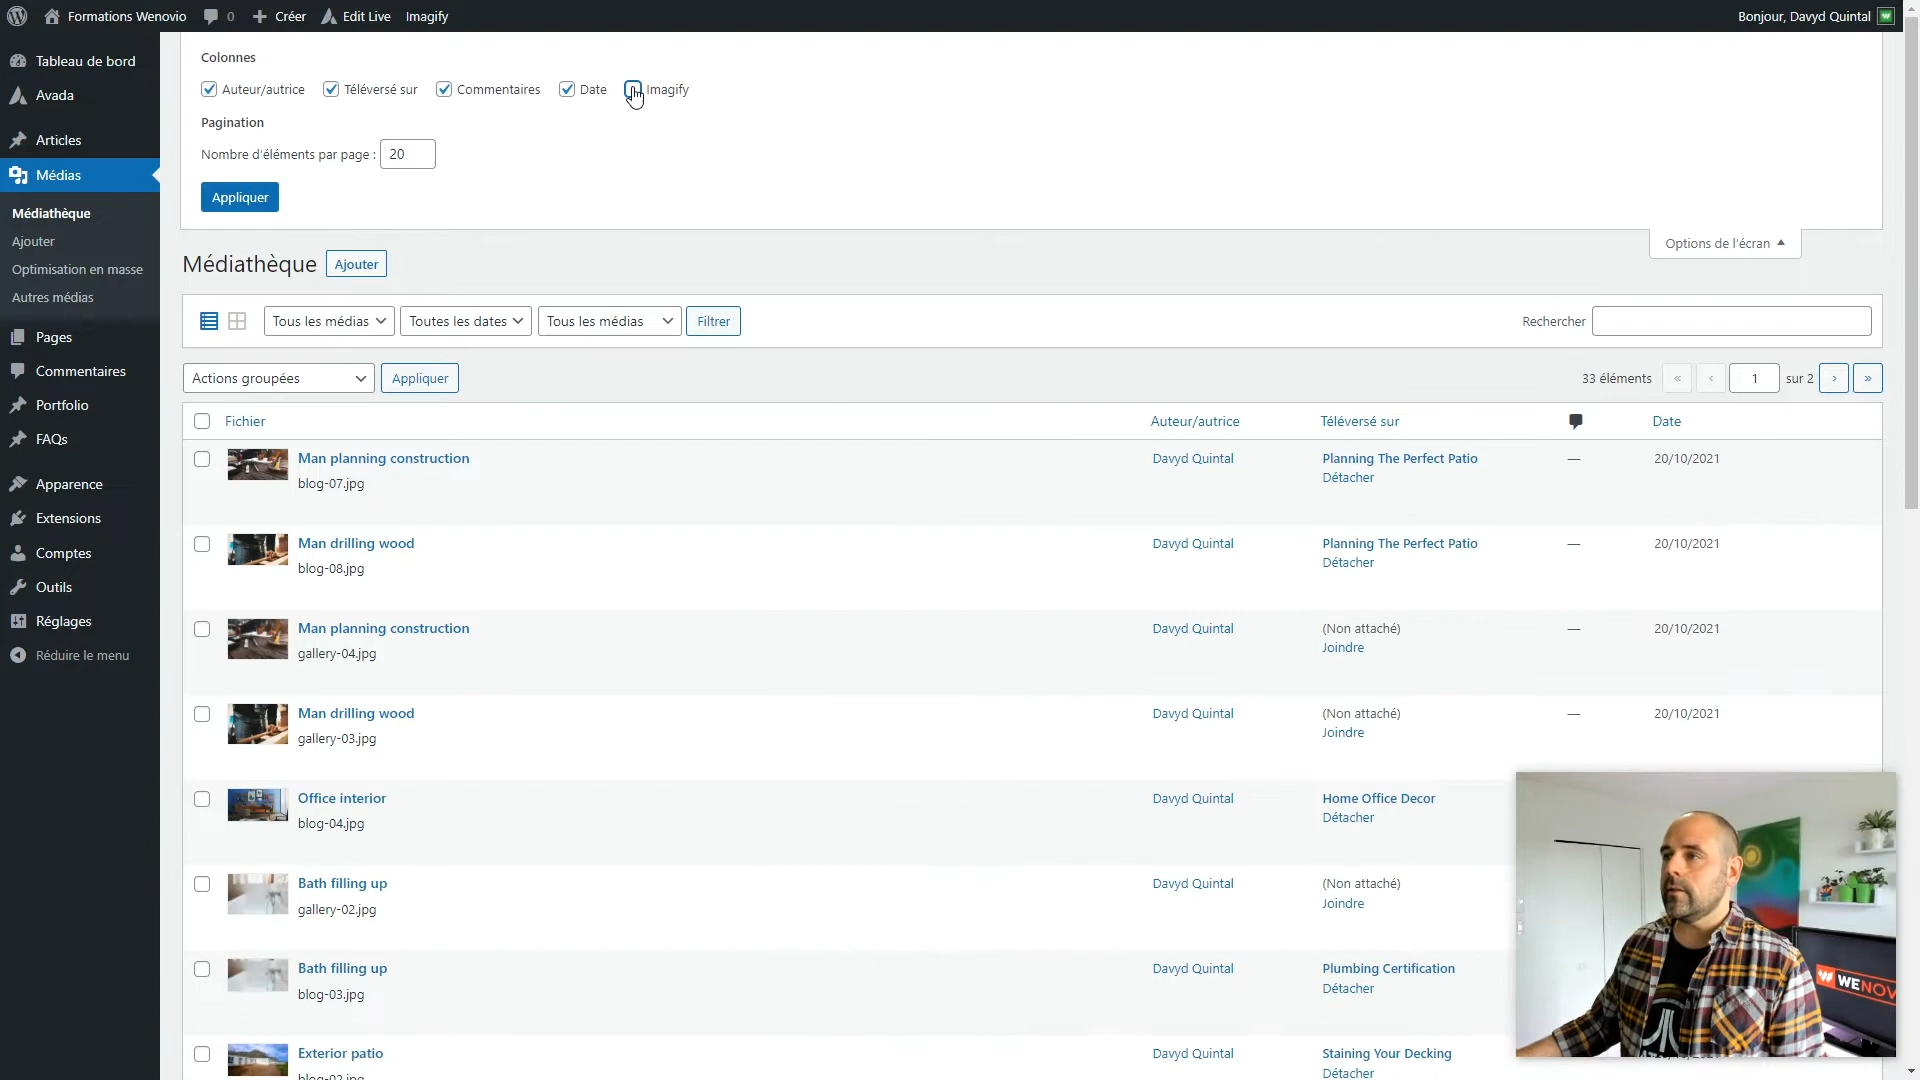 Formations Wenovio 0 Créer Edit Live Imagify Bonjour, Davyd Quintal
Tableau de bord
Avada
Articles
Médias
Médiathèque
Ajouter
Optimisation en masse
Autres médias
Pages
Commentaires
Portfolio
FAQs
Apparence
Extensions
Comptes
Outils
Réglages
Réduire le menu
Colonnes
Auteur/autrice Téléversé sur Commentaires Date Imagify
Pagination
Nombre d'éléments par page : 20
Appliquer
Options de l'écran
Médiathèque Ajouter
Tous les médias Toutes les dates Tous les médias Filtrer Rechercher
Actions groupées Appliquer 33 éléments « ‹ 1 sur 2 › »
Fichier Auteur/autrice Téléversé sur Date
Man planning construction Davyd Quintal Planning The Perfect Patio — 20/10/2021
Détacher
blog-07.jpg
Man drilling wood Davyd Quintal Planning The Perfect Patio — 20/10/2021
Détacher
blog-08.jpg
Man planning construction Davyd Quintal (Non attaché) — 20/10/2021
Joindre
gallery-04.jpg
Man drilling wood Davyd Quintal (Non attaché) — 20/10/2021
Joindre
gallery-03.jpg
Office interior Davyd Quintal Home Office Decor
Détacher
blog-04.jpg
Bath filling up Davyd Quintal (Non attaché)
Joindre
gallery-02.jpg
Bath filling up Davyd Quintal Plumbing Certification
Détacher
blog-03.jpg
Exterior patio Davyd Quintal Staining Your Decking
Détacher
blog-02.jpg
WENOV